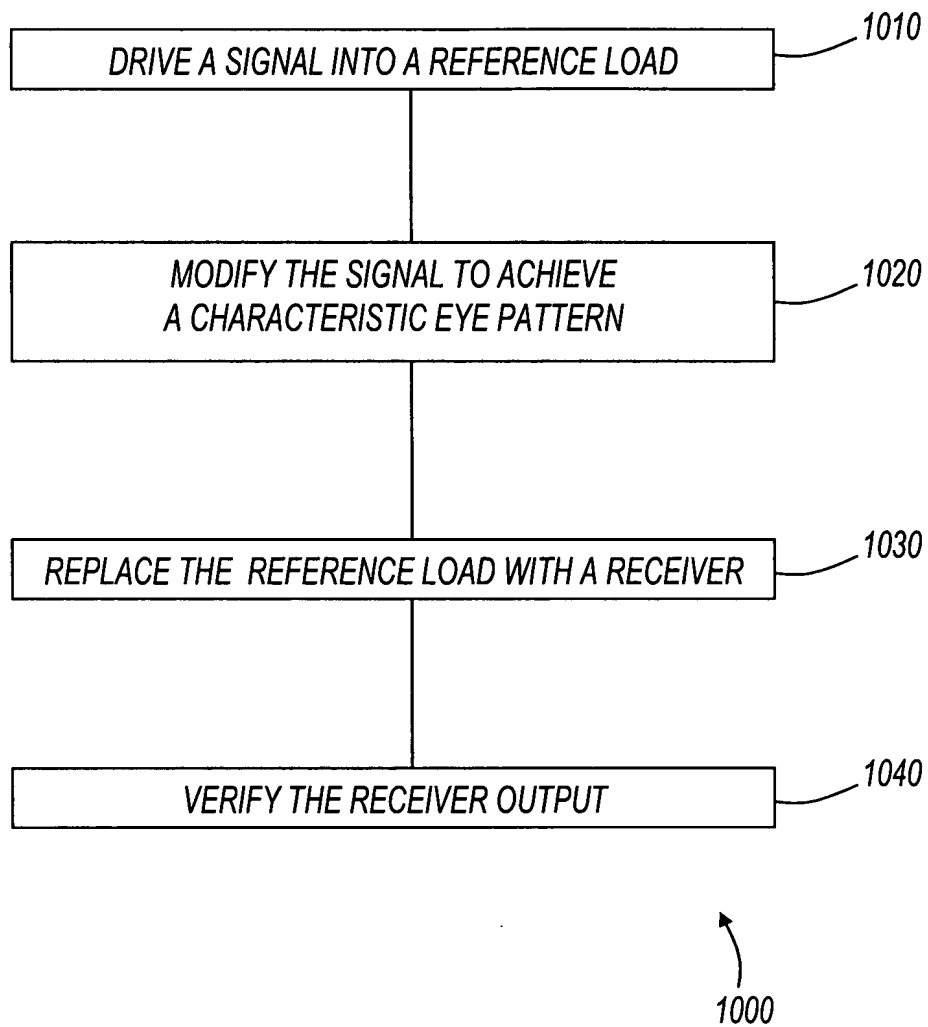 1010
DRIVE A SIGNAL INTO A REFERENCE LOAD
1020
MODIFY THE SIGNAL TO ACHIEVE
A CHARACTERISTIC EYE PATTERN
1030
REPLACE THE REFERENCE LOAD WITH A RECEIVER
1040
VERIFY THE RECEIVER OUTPUT
1000